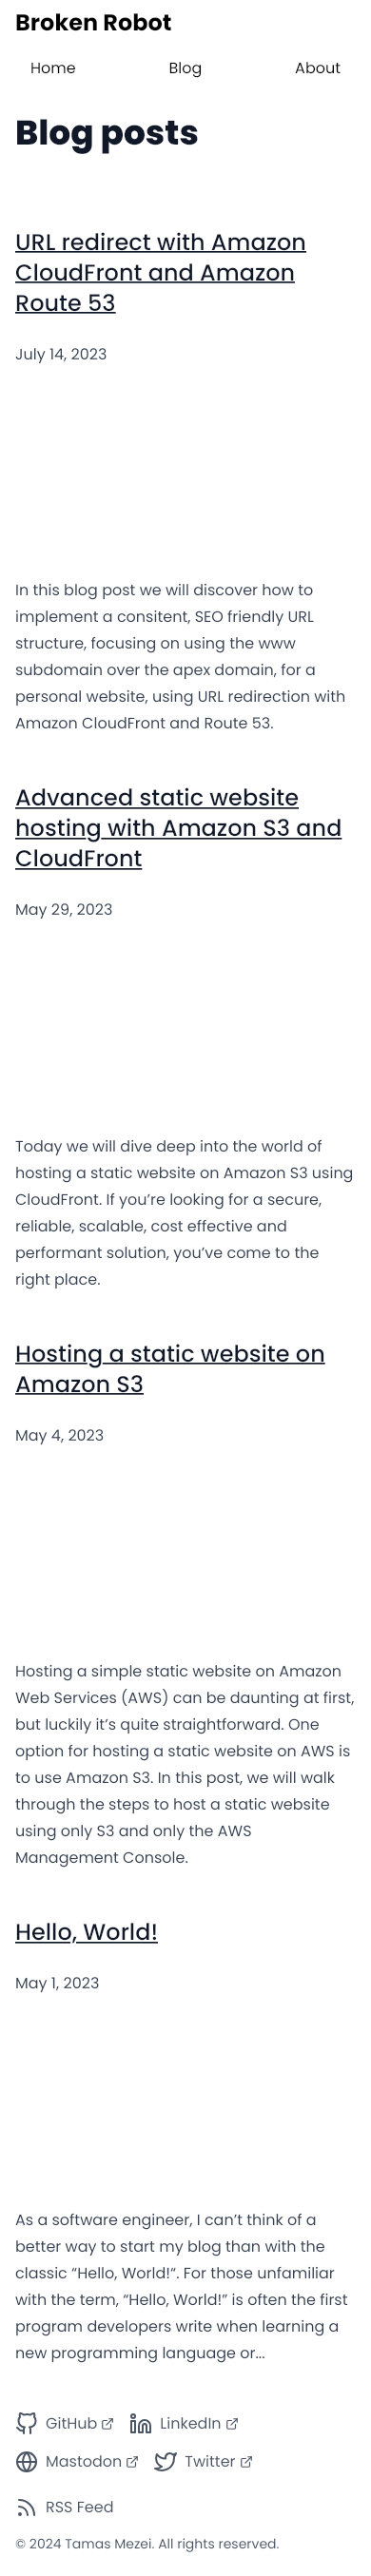 Broken Robot
Home Blog About
Blog posts
URL redirect with Amazon
CloudFront and Amazon
Route 53
July 14, 2023
In this blog post we will discover how to
implement a consitent, SEO friendly URL
structure, focusing on using the www
subdomain over the apex domain, for a
personal website, using URL redirection with
Amazon CloudFront and Route 53.
Advanced static website
hosting with Amazon S3 and
CloudFront
May 29, 2023
Today we will dive deep into the world of
hosting a static website on Amazon S3 using
CloudFront. If you’re looking for a secure,
reliable, scalable, cost effective and
performant solution, you’ve come to the
right place.
Hosting a static website on
Amazon S3
May 4, 2023
Hosting a simple static website on Amazon
Web Services (AWS) can be daunting at first,
but luckily it’s quite straightforward. One
option for hosting a static website on AWS is
to use Amazon S3. In this post, we will walk
through the steps to host a static website
using only S3 and only the AWS
Management Console.
Hello, World!
May 1, 2023
As a software engineer, I can’t think of a
better way to start my blog than with the
classic “Hello, World!“. For those unfamiliar
with the term, “Hello, World!” is often the first
program developers write when learning a
new programming language or...
GitHub LinkedIn
Mastodon Twitter
RSS Feed
© 2024 Tamas Mezei. All rights reserved.